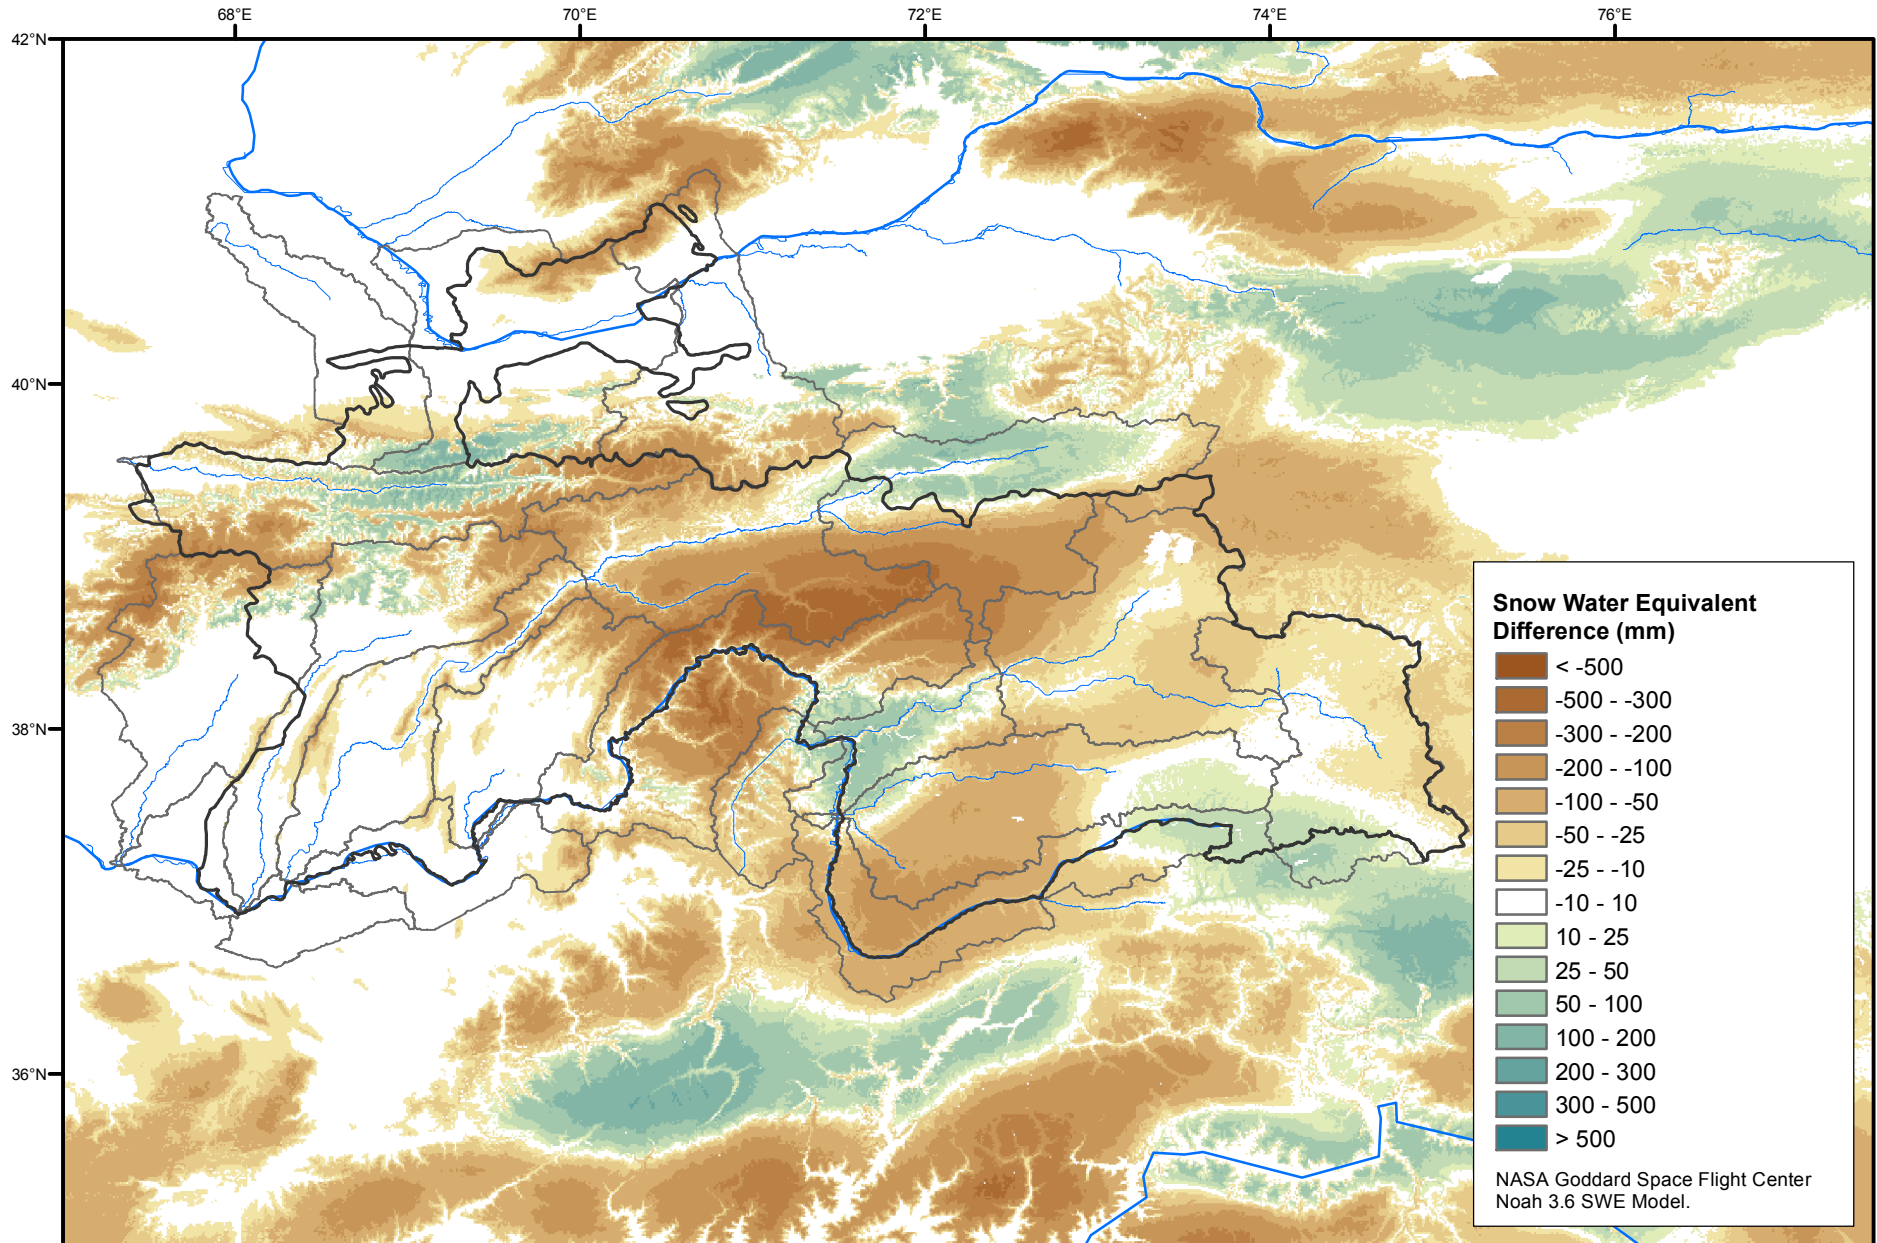 68°E
70°E
72°E
74°E
76°E
42°N
40°N
38°N
36°N
Snow Water Equivalent
Difference (mm)
< -500
-500 - -300
-300 - -200
-200 - -100
-100 - -50
-50 - -25
-25 - -10
-10 - 10
10 - 25
25 - 50
50 - 100
100 - 200
200 - 300
300 - 500
> 500
NASA Goddard Space Flight Center
Noah 3.6 SWE Model.